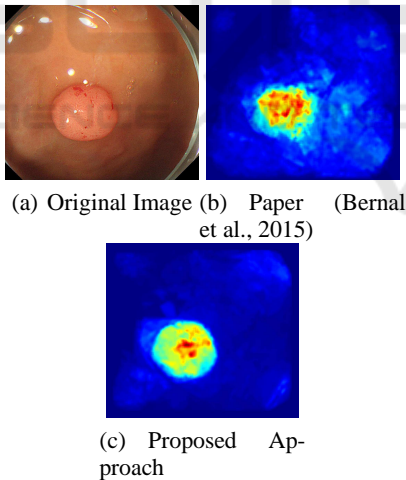 (a) Original Image (b) Paper (Bernal
et al., 2015)
(c) Proposed Ap-
proach